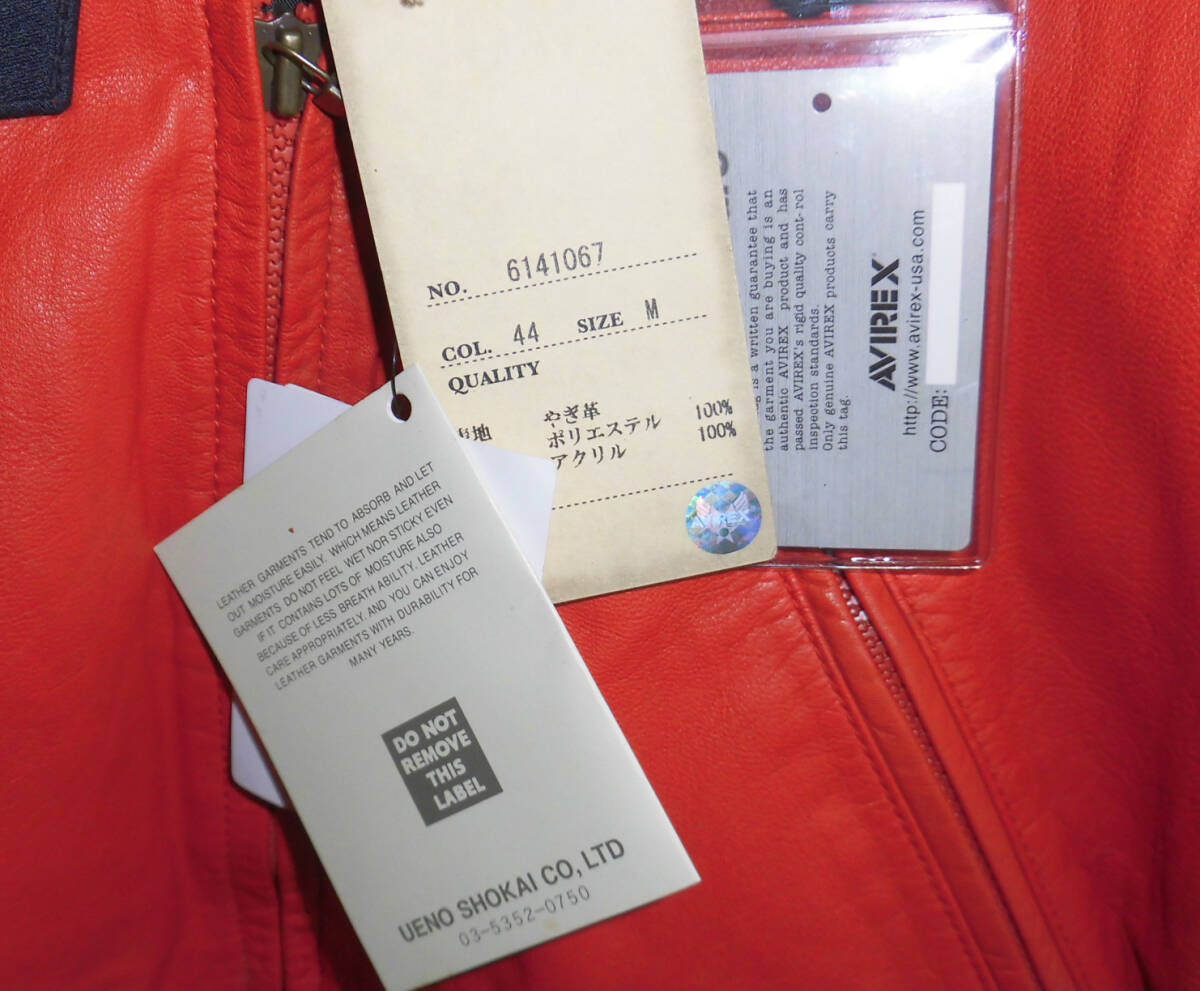 NO. 6141067
COL. 44 SIZE M
QUALITY
やぎ革 100%
ポリエステル 100%
アクリル
AVIREX
is a written guarantee that
the garment you are buying is an
authentic AVIREX product and has
passed AVIREX's rigid quality cont-rol
inspection standards.
Only genuine AVIREX products carry
this tag.
AVIREX
http://www.avirex-usa.com
CODE:
LEATHER GARMENTS TEND TO ABSORB AND LET
OUT MOISTURE EASILY. WHICH MEANS LEATHER
GARMENTS DO NOT FEEL WET NOR STICKY EVEN
IF IT CONTAINS LOTS OF MOISTURE ALSO
BECAUSE OF LESS BREATH ABILITY. LEATHER
CARE APPROPRIATELY. AND YOU CAN ENJOY
LEATHER GARMENTS WITH DURABILITY FOR
MANY YEARS.
DO NOT
REMOVE
THIS
LABEL
UENO SHOKAI CO, LTD
03-5352-0750